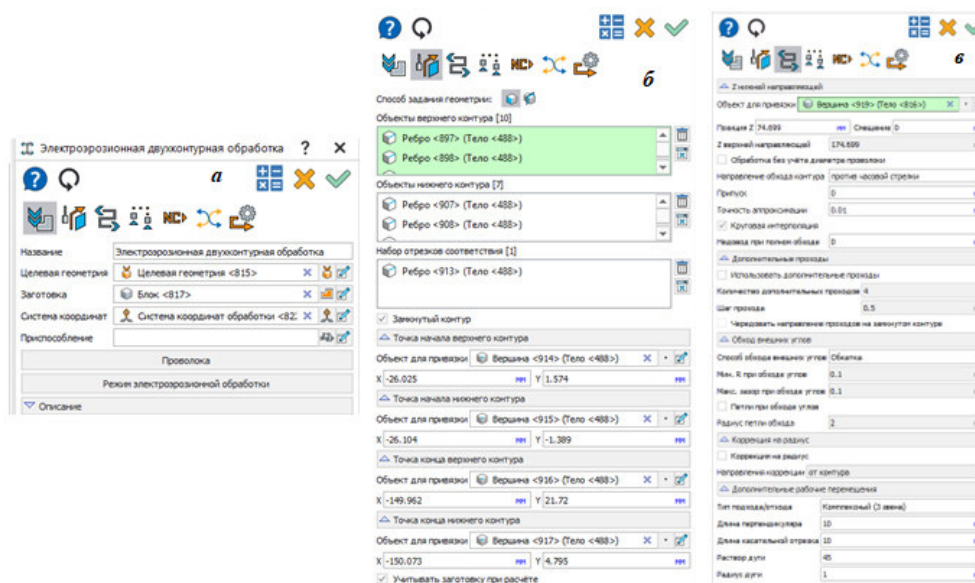 Электроэрозионная двухконтурная обработка ? ×
а
Название Электроэрозионная двухконтурная обработка
Целевая геометрия Целевая геометрия <815>
Заготовка Блок <817>
Система координат Система координат обработки <82
Приспособление
Проволока
Режим электроэрозионной обработки
Описание
б
Способ задания геометрии:
Объекты верхнего контура [10]
Ребро <897> (Тело <488>)
Ребро <898> (Тело <488>)
Объекты нижнего контура [7]
Ребро <907> (Тело <488>)
Ребро <908> (Тело <488>)
Набор отрезков соответствия [1]
Ребро <913> (Тело <488>)
Замкнутый контур
Точка начала верхнего контура
Объект для привязки Вершина <914> (Тело <488>)
X -26.025 мм Y 1.574 мм
Точка начала нижнего контура
Объект для привязки Вершина <915> (Тело <488>)
X -26.104 мм Y -1.389 мм
Точка конца верхнего контура
Объект для привязки Вершина <916> (Тело <488>)
X -149.962 мм Y 21.72 мм
Точка конца нижнего контура
Объект для привязки Вершина <917> (Тело <488>)
X -150.073 мм Y 4.795 мм
Учитывать заготовку при расчёте
в
Z нижней направляющей
Объект для привязки Вершина <919> (Тело <816>)
Позиция Z 74.699 мм Смещение 0
Z верхней направляющей 174.699
Обработка без учёта диаметра проволоки
Направление обхода контура против часовой стрелки
Припуск 0
Точность аппроксимации 0.01
Круговая интерполяция
Недовод при полном обходе 0
Дополнительные проходы
Использовать дополнительные проходы
Количество дополнительных проходов 4
Шаг прохода 0.5
Чередовать направление проходов на замкнутом контуре
Обход внешних углов
Способ обхода внешних углов Обкатка
Мин. R при обходе углов 0.1
Макс. зазор при обходе углов 0.1
Петли при обходе углов
Радиус петли обхода 2
Коррекция на радиус
Коррекция на радиус
Направления коррекции от контура
Дополнительные рабочие перемещения
Тип подхода/отхода Комплексный (3 звена)
Длина перпендикуляра 10
Длина касательной отрезка 10
Раствор дуги 45
Радиус дуги 1